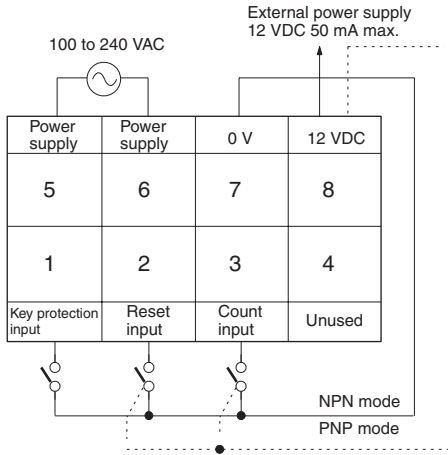 External power supply
12 VDC 50 mA max.
100 to 240 VAC
Power supply
Power supply
0 V
12 VDC
5
6
7
8
1
2
3
4
Key protection input
Reset input
Count input
Unused
NPN mode
PNP mode